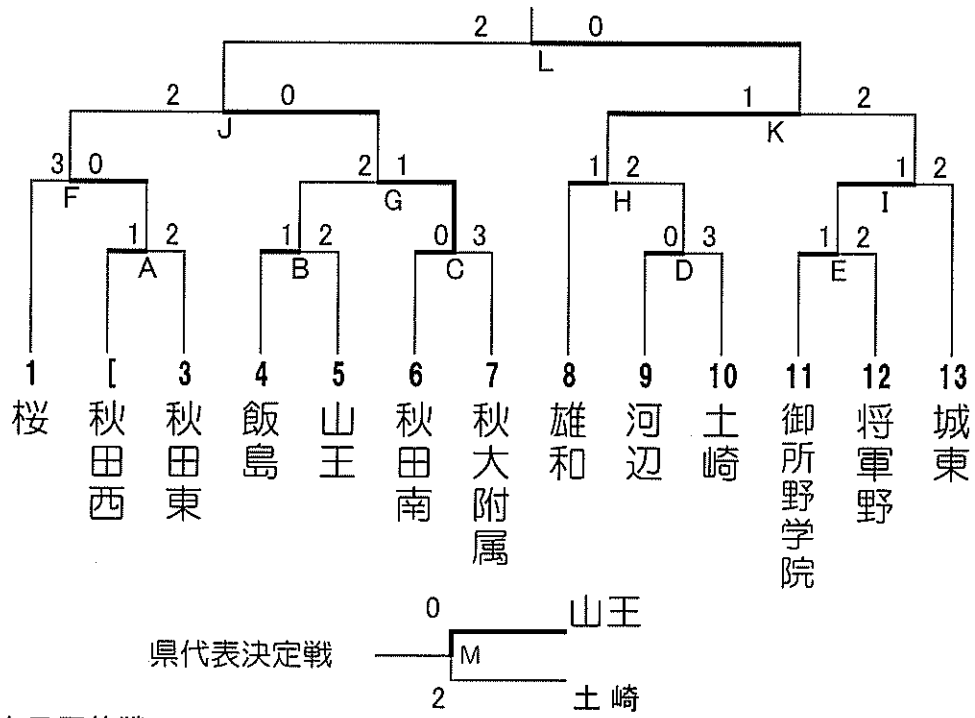 2 0
L
2 0 1 2
J K
3 0 2 1 1 2 1 2
F G H I
1 2 1 2 0 3 0 3 1 2
A B C D E
1 [ 3 4 5 6 7 8 9 10 11 12 13
桜
秋田西
秋田東
飯島
山王
秋田南
秋大附属
雄和
河辺
土崎
御所野学院
将軍野
城東
0 山王
県代表決定戦 M
2 土崎